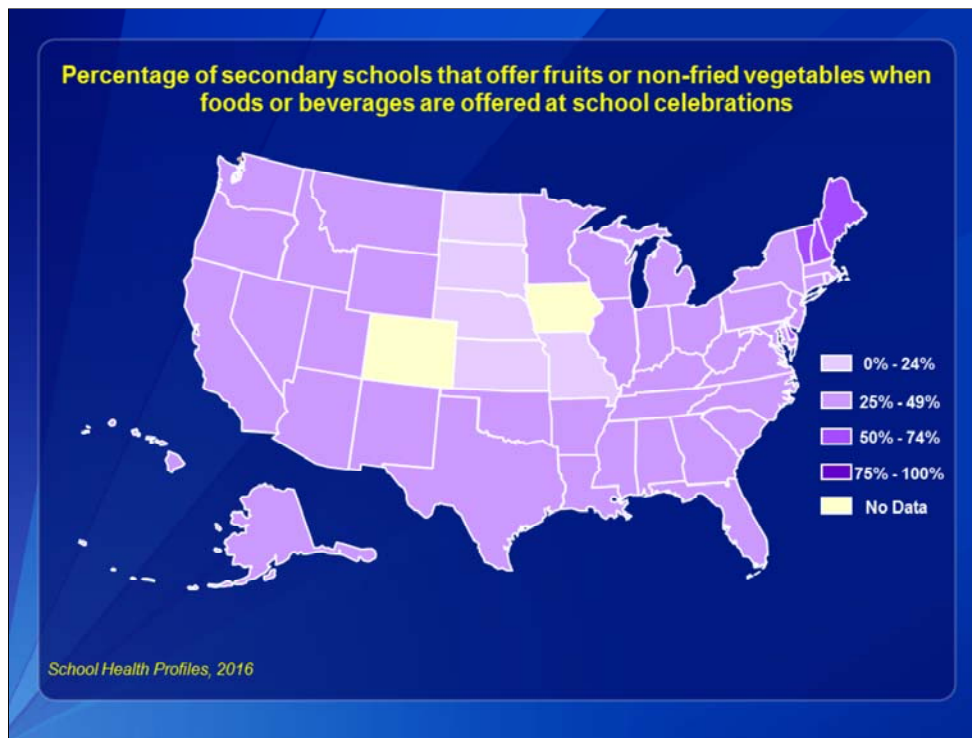 Percentage of secondary schools that offer fruits or non-fried vegetables when
foods or beverages are offered at school celebrations
0% - 24%
25% - 49%
50% - 74%
75% - 100%
No Data
School Health Profiles, 2016